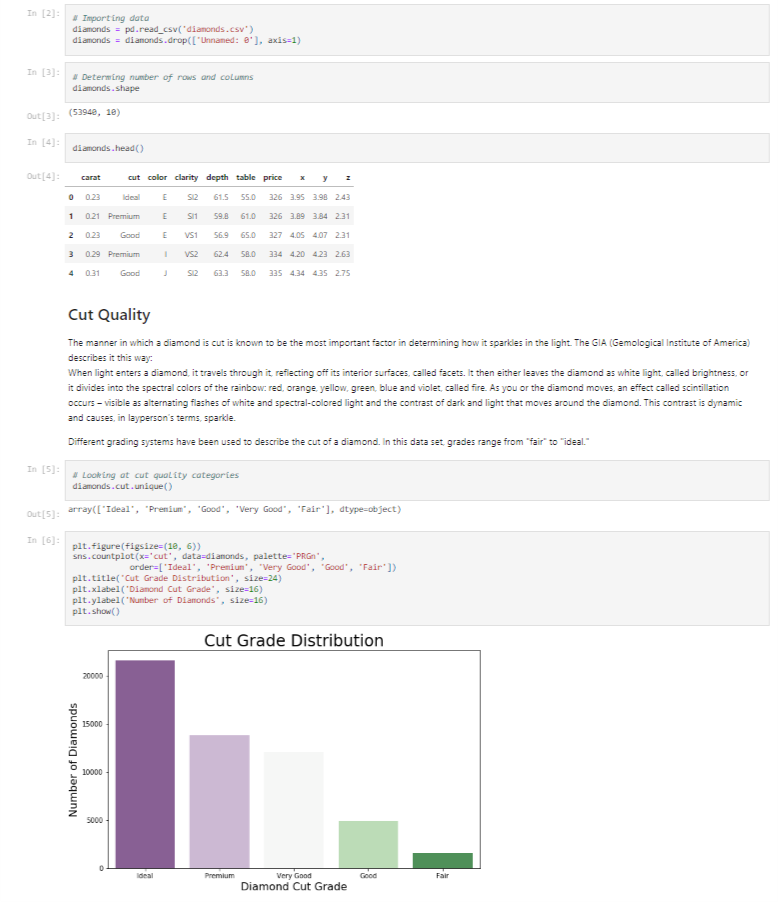 In [2]:
# Importing data
diamonds = pd.read_csv('diamonds.csv')
diamonds = diamonds.drop(['Unnamed: 0'], axis=1)
In [3]:
# Determing number of rows and columns
diamonds.shape
Out[3]: (53940, 10)
In [4]:
diamonds.head()
Out[4]:
carat cut color clarity depth table price x y z
0 0.23 Ideal E SI2 61.5 55.0 326 3.95 3.98 2.43
1 0.21 Premium E SI1 59.8 61.0 326 3.89 3.84 2.31
2 0.23 Good E VS1 56.9 65.0 327 4.05 4.07 2.31
3 0.29 Premium I VS2 62.4 58.0 334 4.20 4.23 2.63
4 0.31 Good J SI2 63.3 58.0 335 4.34 4.35 2.75
Cut Quality
The manner in which a diamond is cut is known to be the most important factor in determining how it sparkles in the light. The GIA (Gemological Institute of America)
describes it this way:
When light enters a diamond, it travels through it, reflecting off its interior surfaces, called facets. It then either leaves the diamond as white light, called brightness, or
it divides into the spectral colors of the rainbow: red, orange, yellow, green, blue and violet, called fire. As you or the diamond moves, an effect called scintillation
occurs – visible as alternating flashes of white and spectral-colored light and the contrast of dark and light that moves around the diamond. This contrast is dynamic
and causes, in layperson's terms, sparkle.
Different grading systems have been used to describe the cut of a diamond. In this data set, grades range from "fair" to "ideal."
In [5]:
# Looking at cut quality categories
diamonds.cut.unique()
Out[5]: array(['Ideal', 'Premium', 'Good', 'Very Good', 'Fair'], dtype=object)
In [6]:
plt.figure(figsize=(10, 6))
sns.countplot(x='cut', data=diamonds, palette='PRGn',
order=['Ideal', 'Premium', 'Very Good', 'Good', 'Fair'])
plt.title('Cut Grade Distribution', size=24)
plt.xlabel('Diamond Cut Grade', size=16)
plt.ylabel('Number of Diamonds', size=16)
plt.show()
Cut Grade Distribution
Number of Diamonds
20000
15000
10000
5000
0
Ideal Premium Very Good Good Fair
Diamond Cut Grade